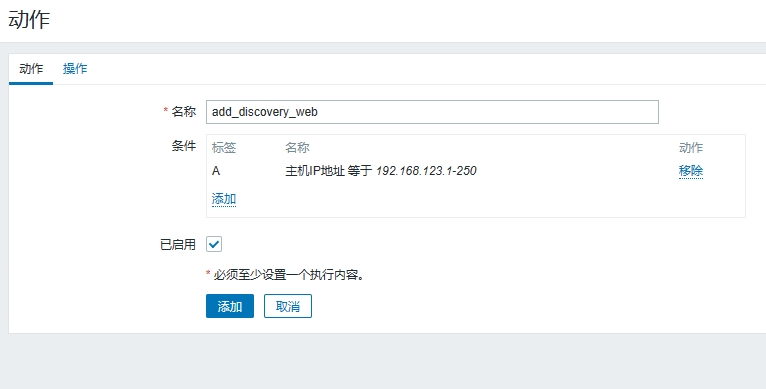 动作
动作 操作
* 名称 add_discovery_web
条件 标签 名称 动作
A 主机IP地址 等于 192.168.123.1-250 移除
添加
已启用
* 必须至少设置一个执行内容。
添加 取消